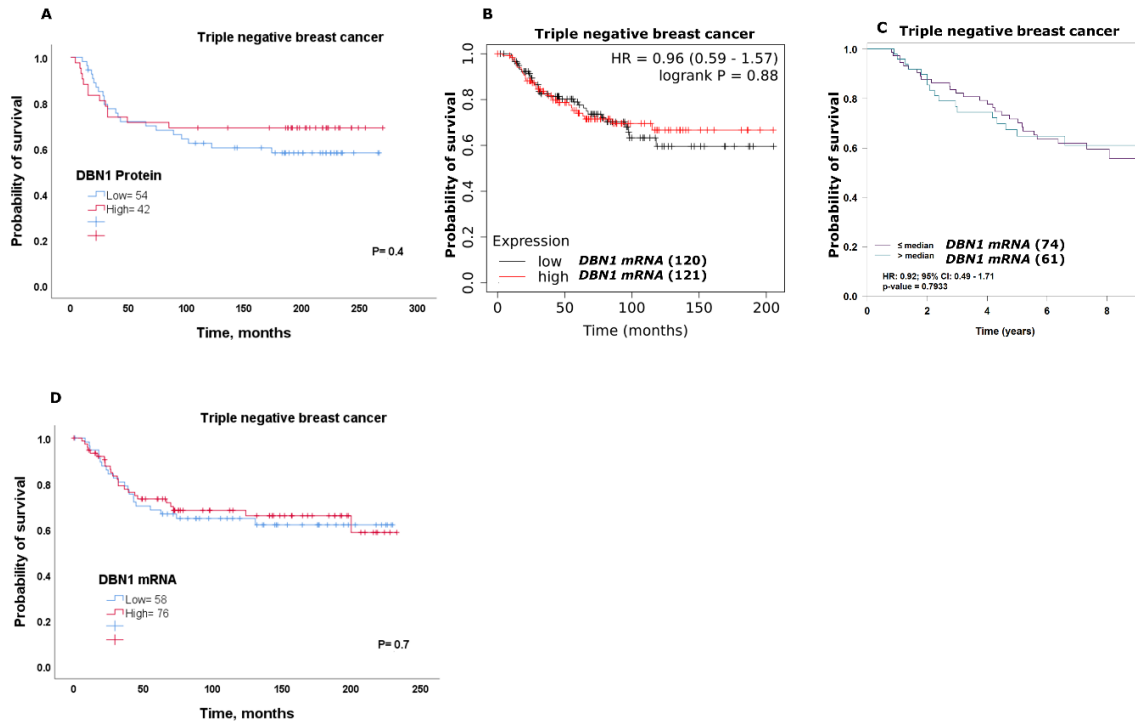 A
Triple negative breast cancer
Probability of survival
1.0
0.8
0.6
0.4
0.2
0.0
DBN1 Protein
Low= 54
High= 42
P= 0.4
0 50 100 150 200 250 300
Time, months
B
Triple negative breast cancer
HR = 0.96 (0.59 - 1.57)
logrank P = 0.88
Probability of survival
1.0
0.8
0.6
0.4
0.2
0.0
Expression
low DBN1 mRNA (120)
high DBN1 mRNA (121)
0 50 100 150 200
Time (months)
C
Triple negative breast cancer
Probability of survival
1.0
0.8
0.6
0.4
0.2
0.0
≤ median DBN1 mRNA (74)
> median DBN1 mRNA (61)
HR: 0.92; 95% CI: 0.49 - 1.71
p-value = 0.7933
0 2 4 6 8
Time (years)
D
Triple negative breast cancer
Probability of survival
1.0
0.8
0.6
0.4
0.2
0.0
DBN1 mRNA
Low= 58
High= 76
P= 0.7
0 50 100 150 200 250
Time, months